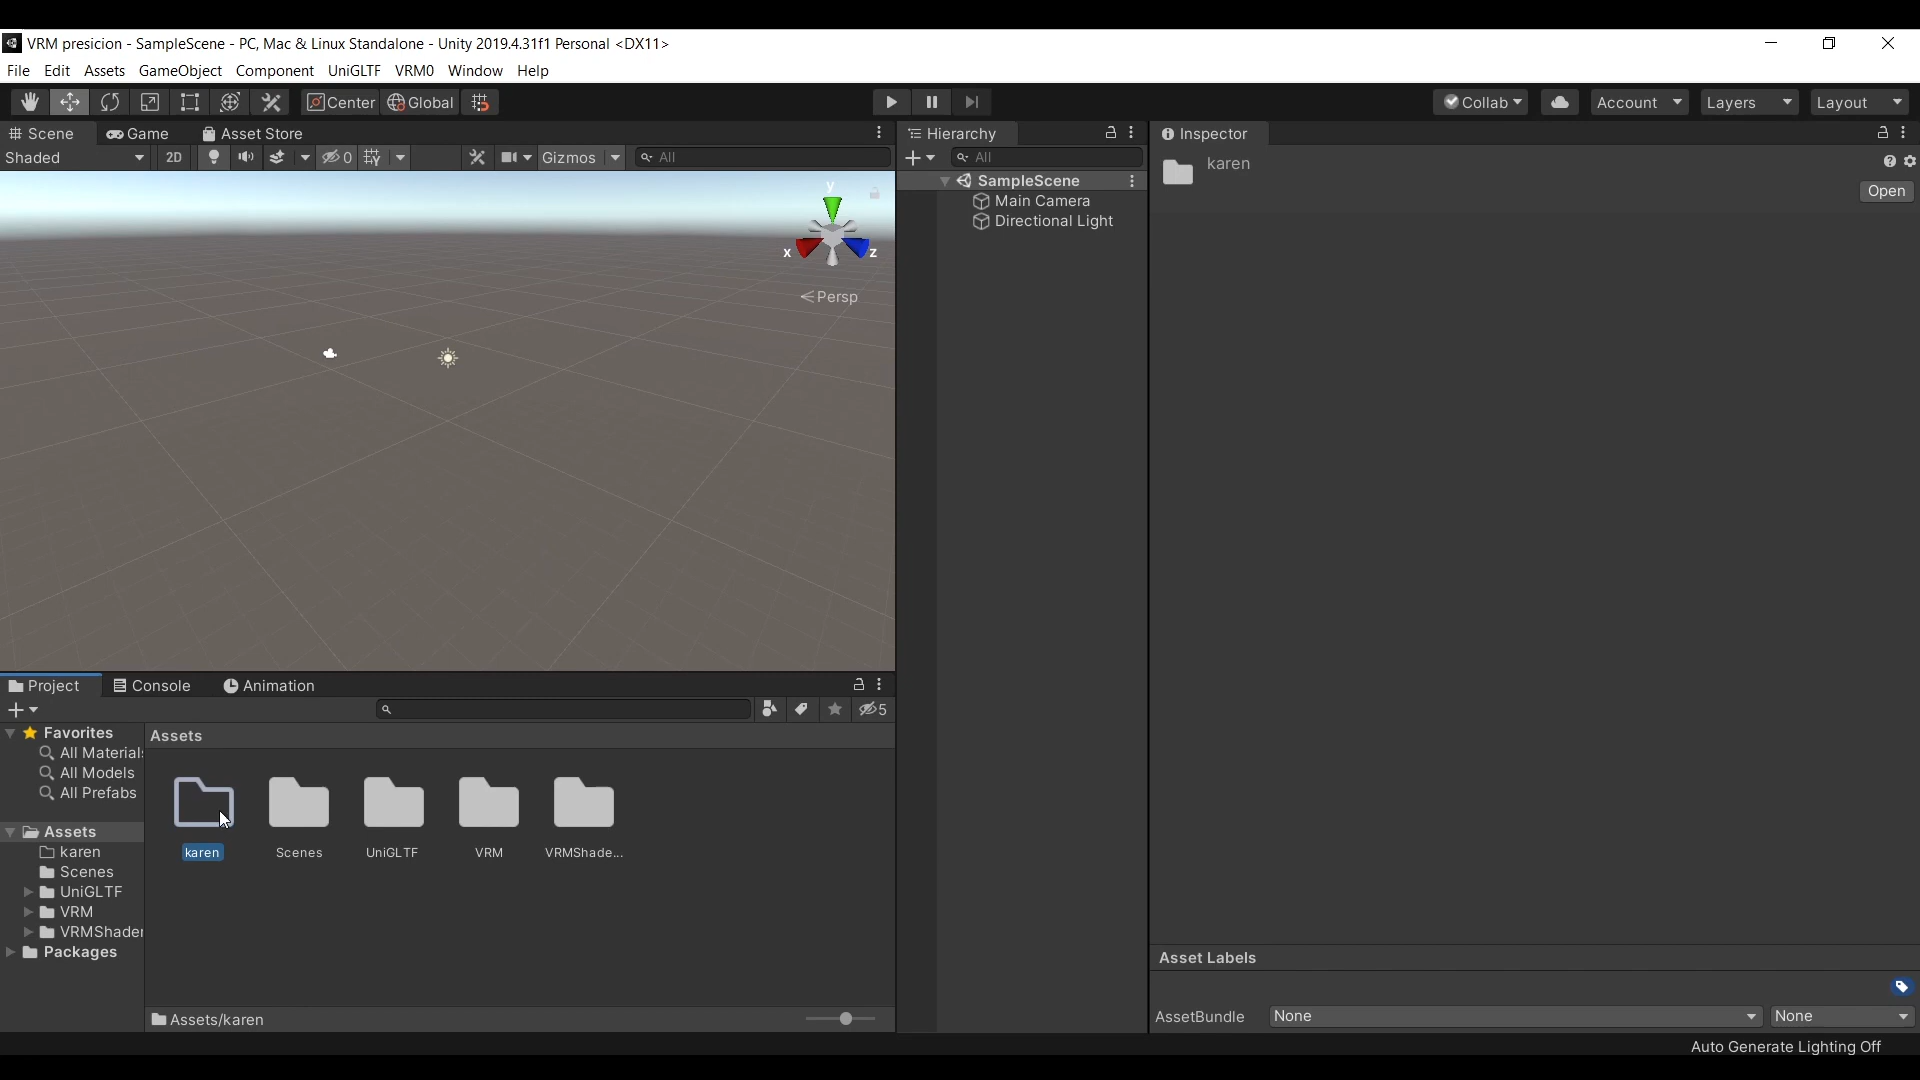 VRM presicion - SampleScene - PC, Mac & Linux Standalone - Unity 2019.4.31f1 Personal <DX11>
File Edit Assets GameObject Component UniGLTF VRM0 Window Help
Center Global Collab Account Layers Layout
Scene Game Asset Store
Shaded 2D 0 Gizmos All
y
x z
Persp
Hierarchy
All
SampleScene
Main Camera
Directional Light
Inspector
karen
Open
Project Console Animation
5
Favorites
All Materials
All Models
All Prefabs
Assets
karen
Scenes
UniGLTF
VRM
VRMShader
Packages
Assets
karen Scenes UniGLTF VRM VRMShade...
Assets/karen
Asset Labels
AssetBundle None None
Auto Generate Lighting Off